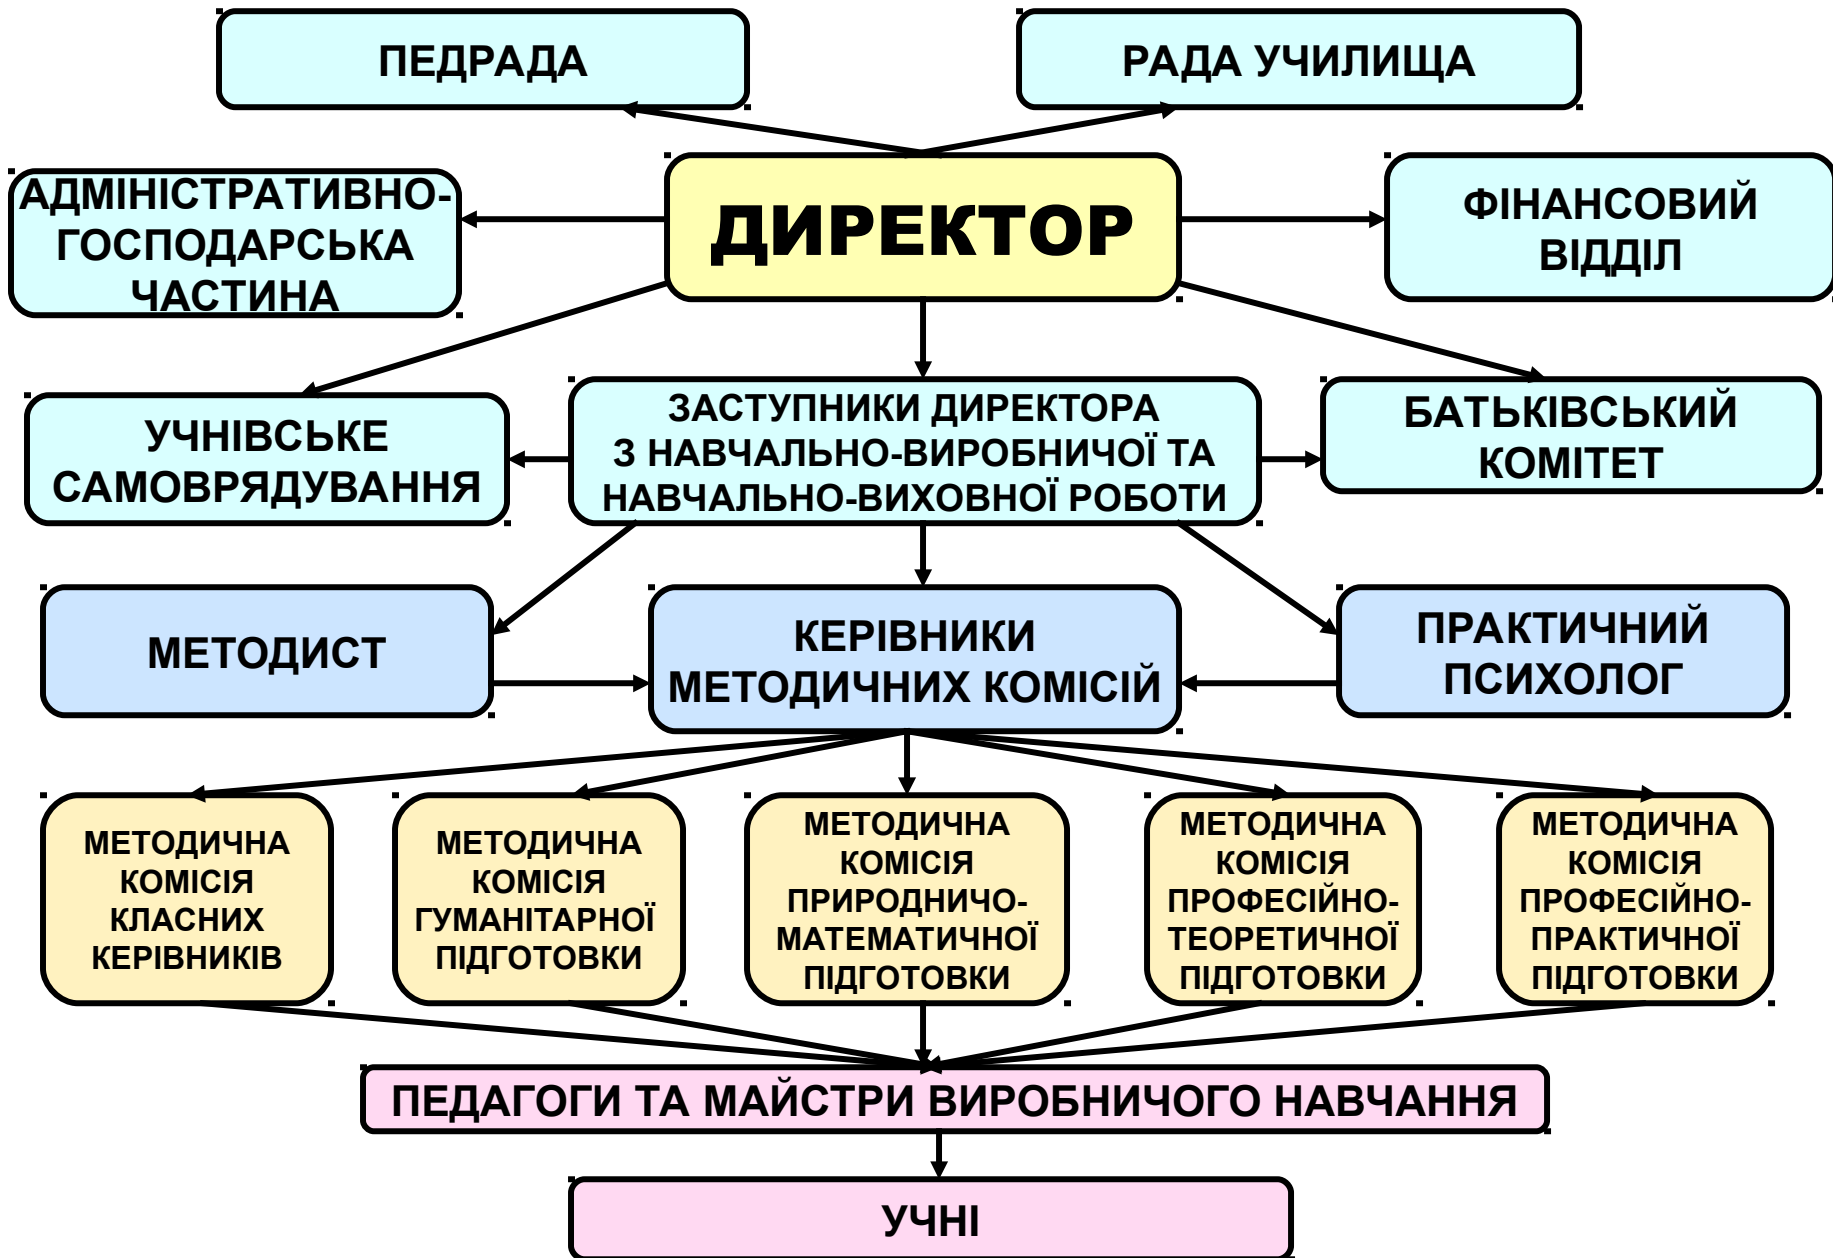 ПЕДРАДА
РАДА УЧИЛИЩА
АДМІНІСТРАТИВНО-
ГОСПОДАРСЬКА
ЧАСТИНА
ДИРЕКТОР
ФІНАНСОВИЙ
ВІДДІЛ
УЧНІВСЬКЕ
САМОВРЯДУВАННЯ
ЗАСТУПНИКИ ДИРЕКТОРА
З НАВЧАЛЬНО-ВИРОБНИЧОЇ ТА
НАВЧАЛЬНО-ВИХОВНОЇ РОБОТИ
БАТЬКІВСЬКИЙ
КОМІТЕТ
МЕТОДИСТ
КЕРІВНИКИ
МЕТОДИЧНИХ КОМІСІЙ
ПРАКТИЧНИЙ
ПСИХОЛОГ
МЕТОДИЧНА
КОМІСІЯ
КЛАСНИХ
КЕРІВНИКІВ
МЕТОДИЧНА
КОМІСІЯ
ГУМАНІТАРНОЇ
ПІДГОТОВКИ
МЕТОДИЧНА
КОМІСІЯ
ПРИРОДНИЧО-
МАТЕМАТИЧНОЇ
ПІДГОТОВКИ
МЕТОДИЧНА
КОМІСІЯ
ПРОФЕСІЙНО-
ТЕОРЕТИЧНОЇ
ПІДГОТОВКИ
МЕТОДИЧНА
КОМІСІЯ
ПРОФЕСІЙНО-
ПРАКТИЧНОЇ
ПІДГОТОВКИ
ПЕДАГОГИ ТА МАЙСТРИ ВИРОБНИЧОГО НАВЧАННЯ
УЧНІ